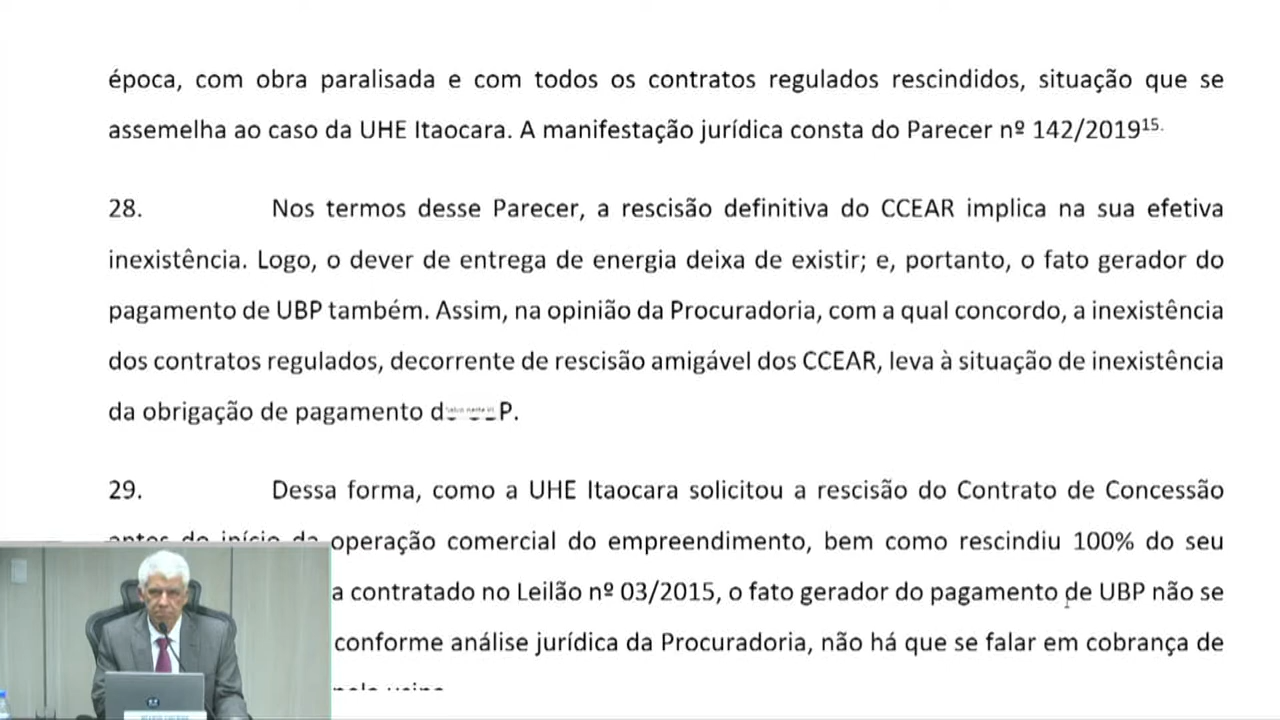 época, com obra paralisada e com todos os contratos regulados rescindidos, situação que se
assemelha ao caso da UHE Itaocara. A manifestação jurídica consta do Parecer nº 142/2019¹⁵.
28. Nos termos desse Parecer, a rescisão definitiva do CCEAR implica na sua efetiva
inexistência. Logo, o dever de entrega de energia deixa de existir; e, portanto, o fato gerador do
pagamento de UBP também. Assim, na opinião da Procuradoria, com a qual concordo, a inexistência
dos contratos regulados, decorrente de rescisão amigável dos CCEAR, leva à situação de inexistência
da obrigação de pagamento
29. Dessa forma, como a UHE Itaocara solicitou a rescisão do Contrato de Concessão
antes do início da operação comercial do empreendimento, bem como rescindiu 100% do seu
a contratado no Leilão nº 03/2015, o fato gerador do pagamento de UBP não se
conforme análise jurídica da Procuradoria, não há que se falar em cobrança de